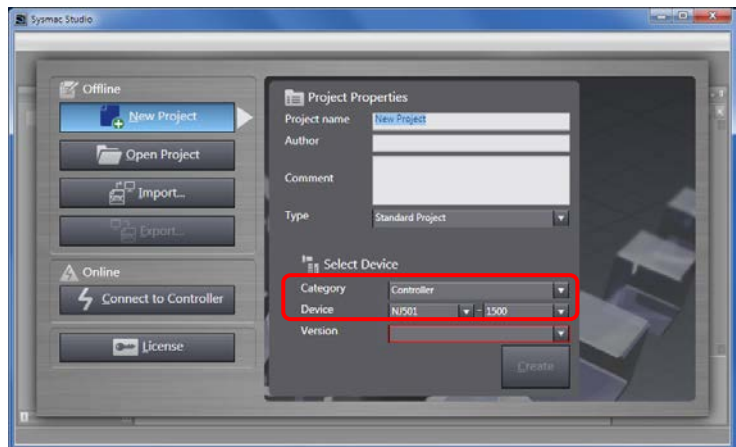 Sysmac Studio
Offline
New Project
Open Project
Import...
Export...
Online
Connect to Controller
License
Project Properties
Project name New Project
Author
Comment
Type Standard Project
Select Device
Category Controller
Device NJ501 - 1500
Version
Create